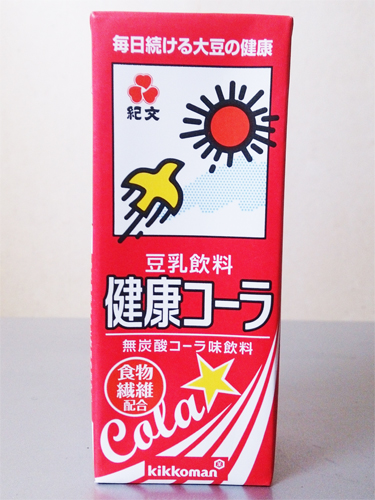 毎日続ける大豆の健康
紀文
豆乳飲料
健康コーラ
無炭酸コーラ味飲料
食物
繊維
配合
Cola
kikkoman